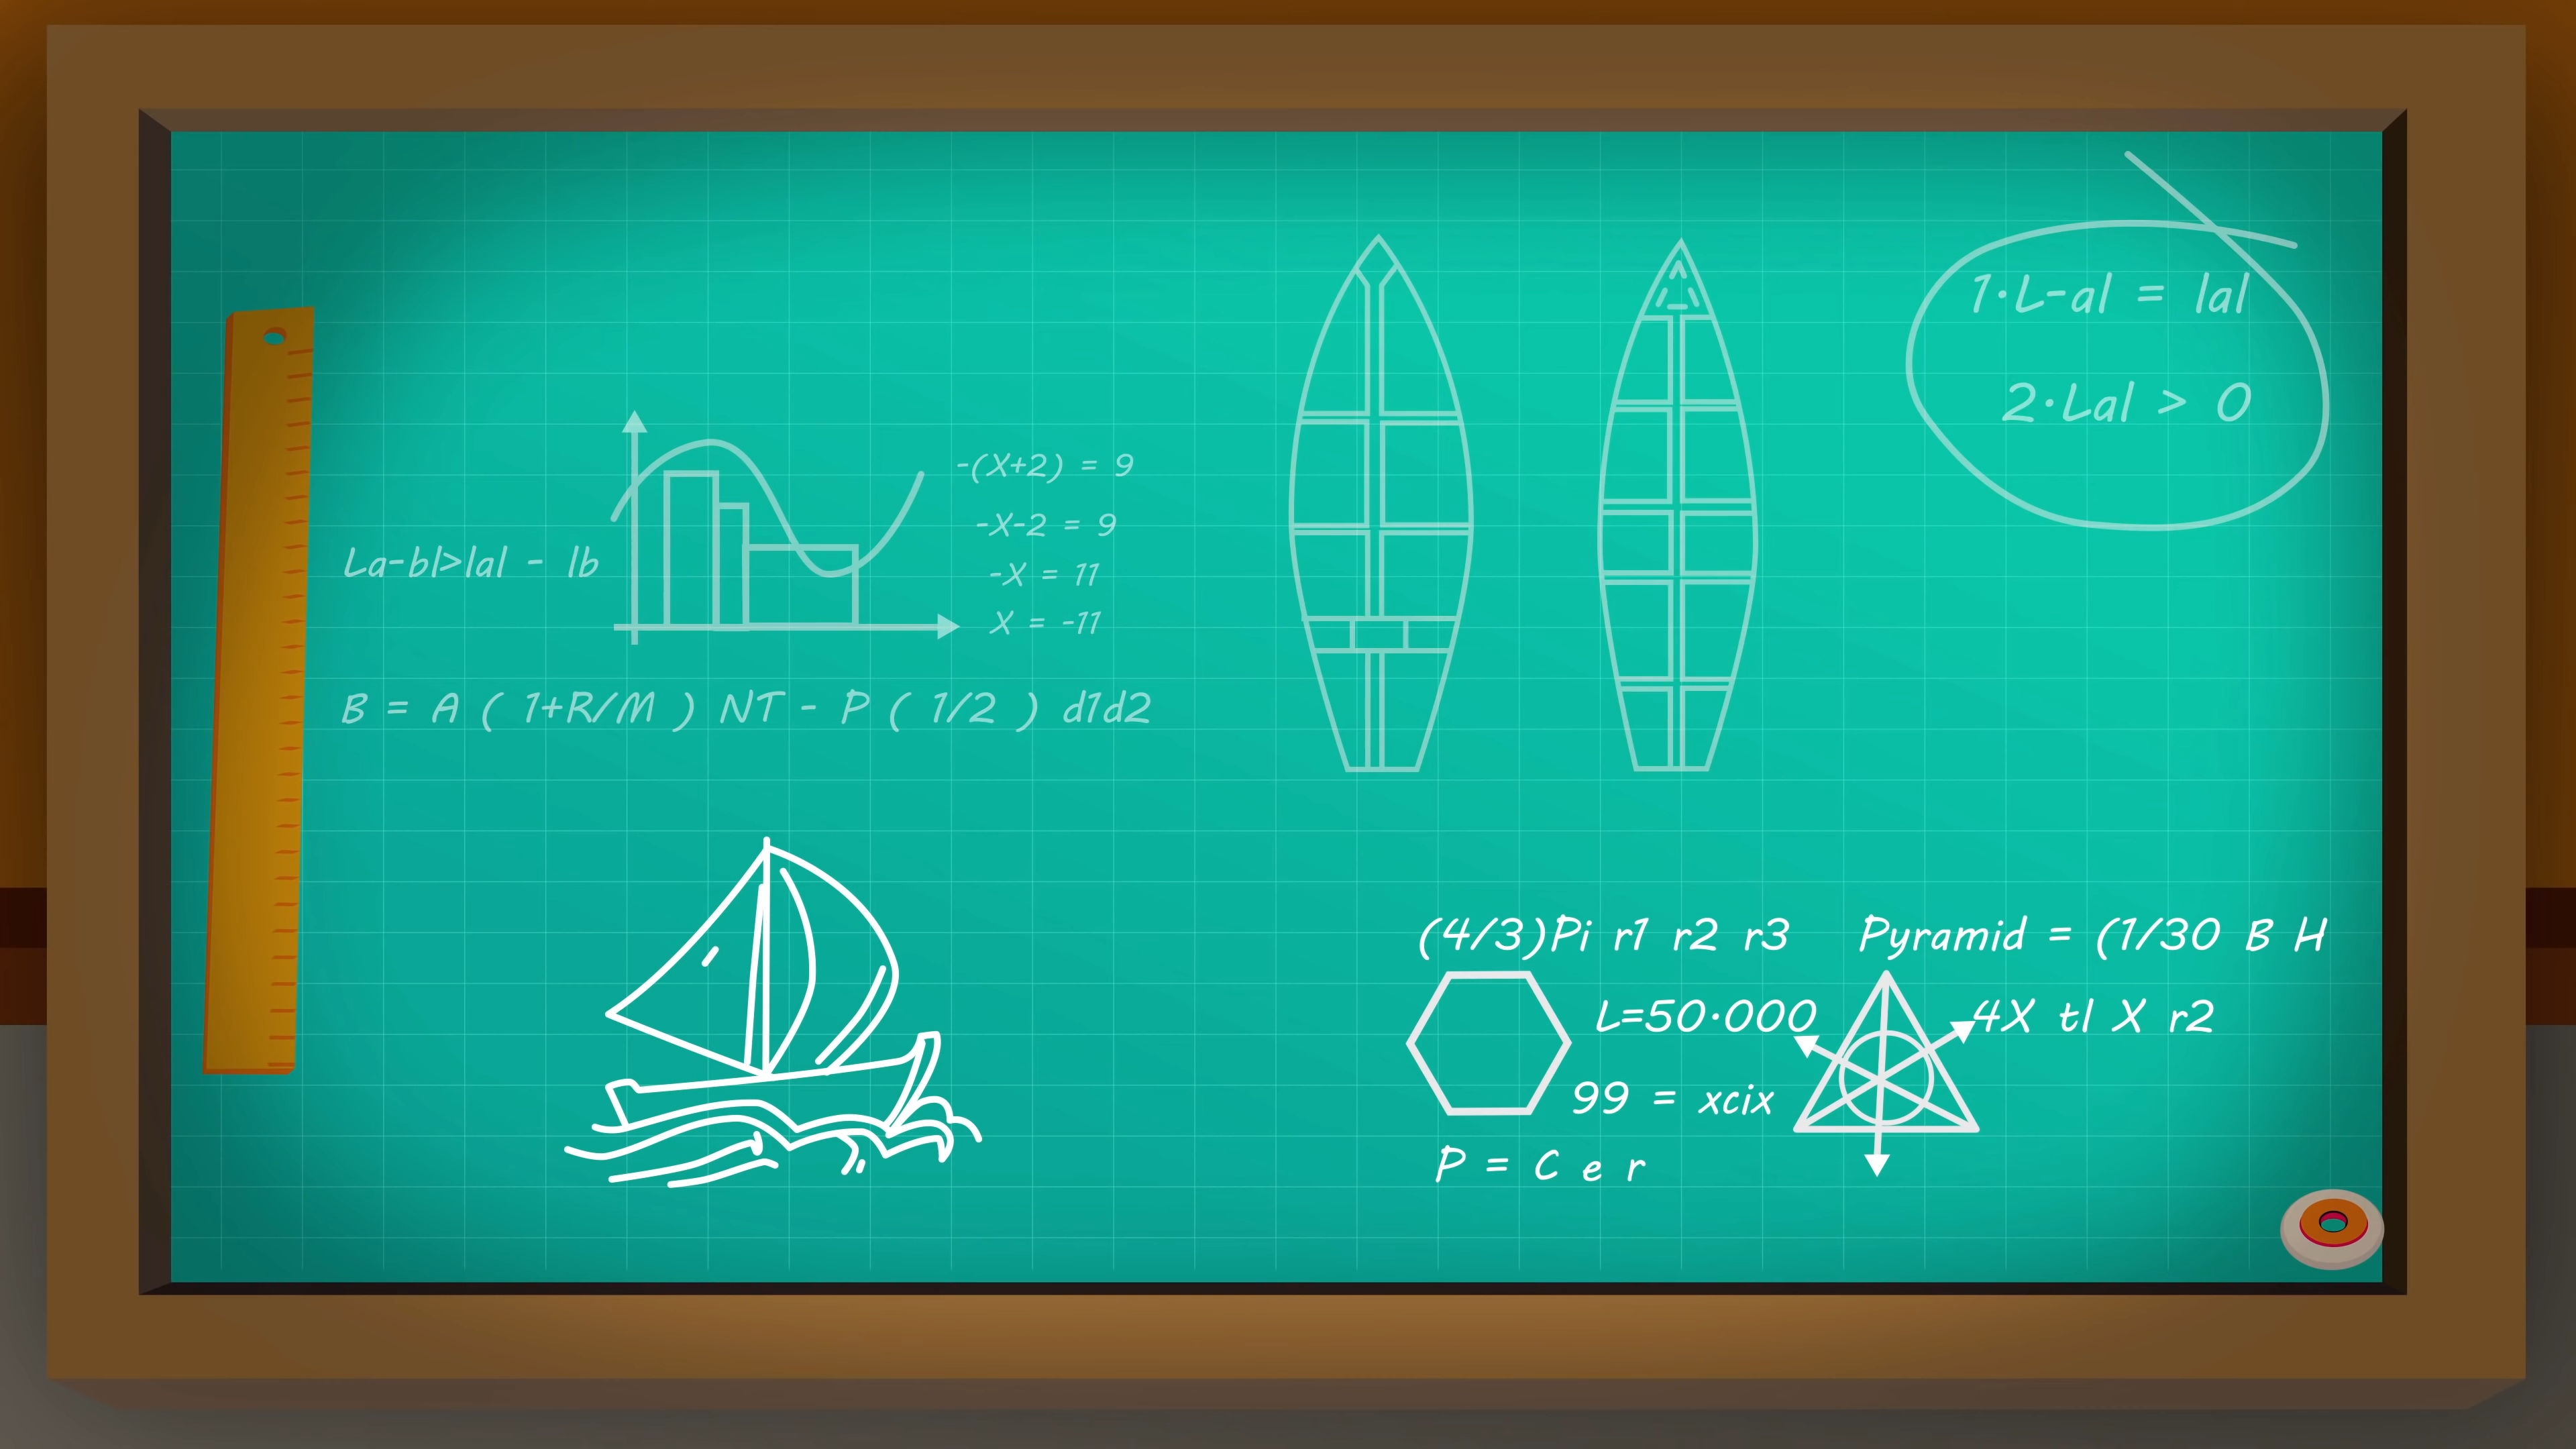 1·L-al = lal
2·Lal > 0
-(X+2) = 9
-X-2 = 9
-X = 11
X = -11
La-bl>lal - lb
B = A ( 1+R/M ) NT - P ( 1/2 ) d1d2
(4/3)Pi r1 r2 r3
Pyramid = (1/30 B H
L=50·000
4X tl X r2
99 = xcix
P = C e r